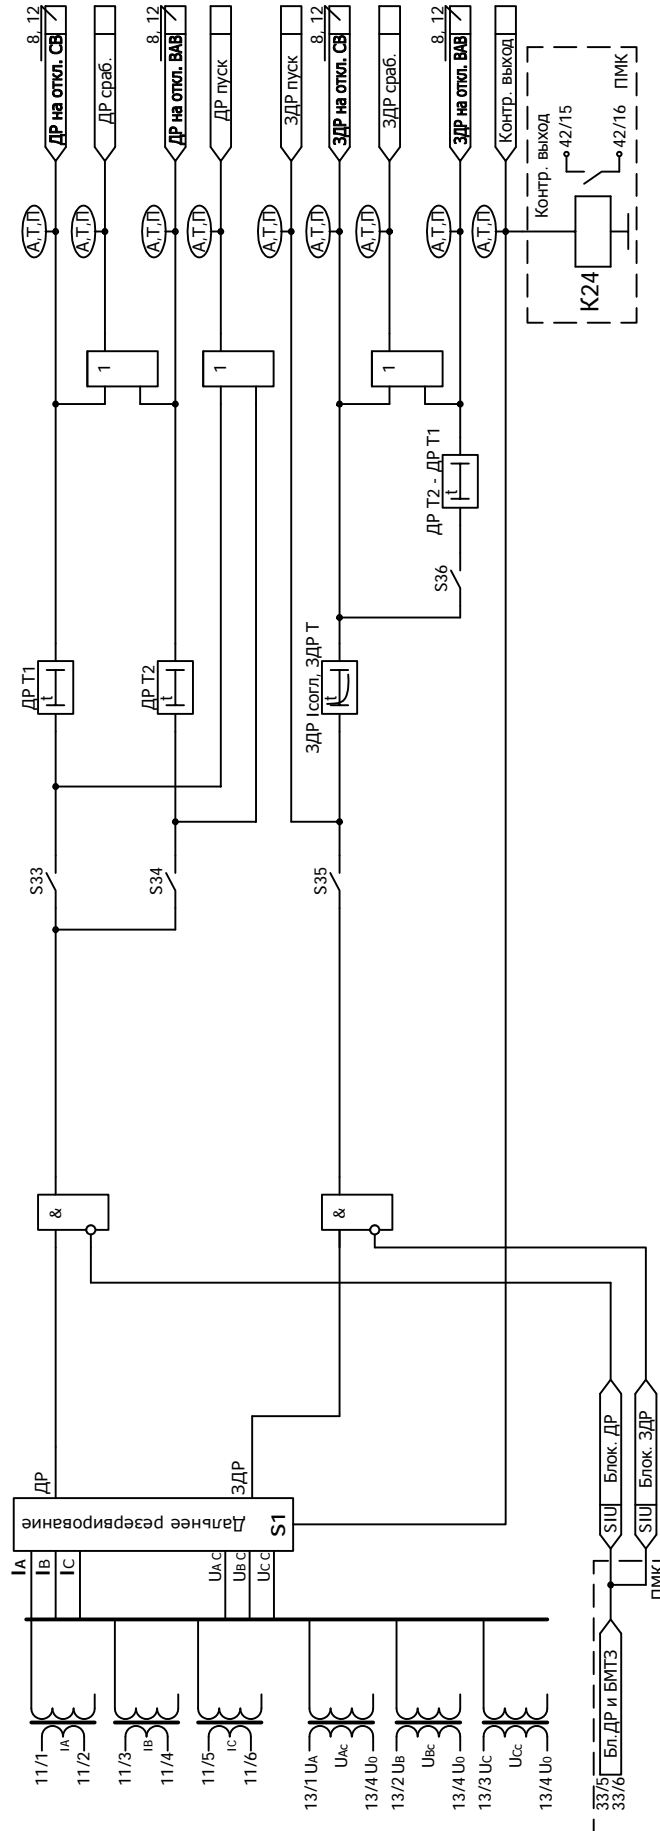 8, 12
ДР на откл. СВ
ДР сраб.
8, 12
ДР на откл. ВАВ
ДР пуск
ЗДР пуск
8, 12
ЗДР на откл. СВ
ЗДР сраб.
8, 12
ЗДР на откл. ВАВ
Контр. выход
А,Т,П
А,Т,П
А,Т,П
А,Т,П
А,Т,П
А,Т,П
А,Т,П
А,Т,П
А,Т,П
Контр. выход
42/15
42/16
ПМК
К24
1
1
1
ДР Т2 - ДР Т1
t
S36
ДР Т1
t
ДР Т2
t
ЗДР Iсогл, ЗДР Т
t
S33
S34
S35
&
&
ДР
ЗДР
Дальнее резервирование
S1
IA
IB
IC
UA C
UB C
UC C
SIU
Блок. ДР
SIU
Блок. ЗДР
ПМКІ
Бл.ДР и БМТЗ
33/5
33/6
11/1
IA
11/2
11/3
IB
11/4
11/5
IC
11/6
13/1 UA
UAC
13/4 U0
13/2 UB
UBC
13/4 U0
13/3 UC
UCC
13/4 U0